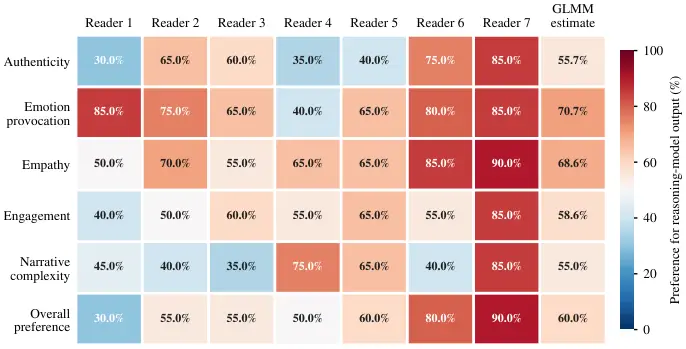 Reader 1 Reader 2 Reader 3 Reader 4 Reader 5 Reader 6 Reader 7 GLMM estimate
Authenticity 30.0% 65.0% 60.0% 35.0% 40.0% 75.0% 85.0% 55.7%
Emotion provocation 85.0% 75.0% 65.0% 40.0% 65.0% 80.0% 85.0% 70.7%
Empathy 50.0% 70.0% 55.0% 65.0% 65.0% 85.0% 90.0% 68.6%
Engagement 40.0% 50.0% 60.0% 55.0% 65.0% 55.0% 85.0% 58.6%
Narrative complexity 45.0% 40.0% 35.0% 75.0% 65.0% 40.0% 85.0% 55.0%
Overall preference 30.0% 55.0% 55.0% 50.0% 60.0% 80.0% 90.0% 60.0%
100
80
60
40
20
0
Preference for reasoning-model output (%)